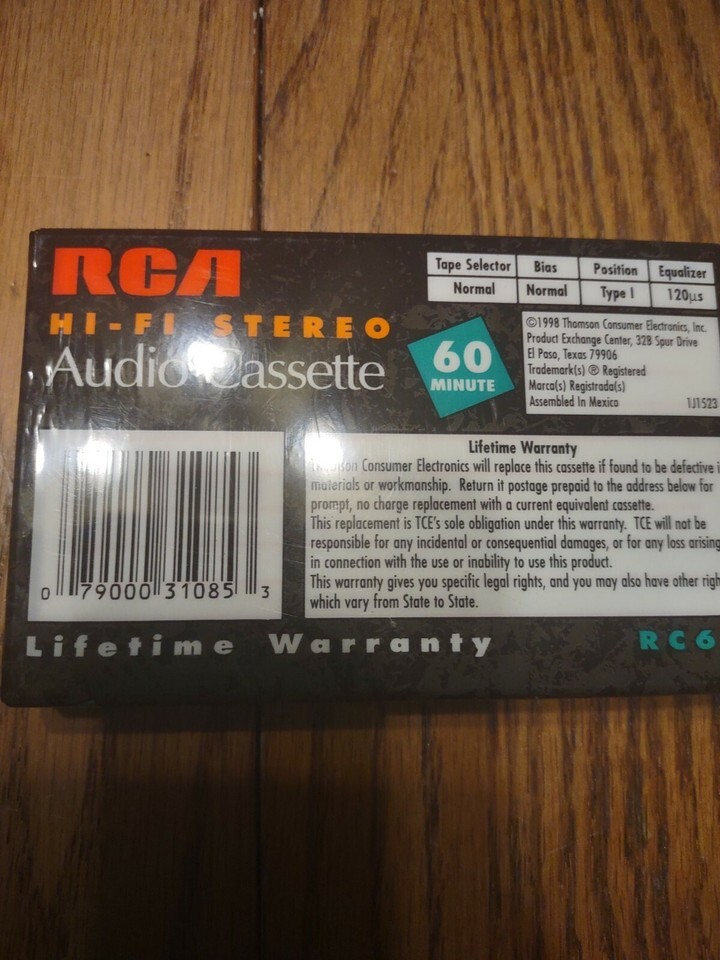 RCA
HI-FI STEREO
Audio Cassette
60
MINUTE
Tape Selector Bias Position Equalizer
Normal Normal Type I 120µs
©1998 Thomson Consumer Electronics, Inc.
Product Exchange Center, 32B Spur Drive
El Paso, Texas 79906
Trademark(s) ® Registered
Marca(s) Registrada(s)
Assembled In Mexico 1J1523
Lifetime Warranty
Thomson Consumer Electronics will replace this cassette if found to be defective i
materials or workmanship. Return it postage prepaid to the address below for
prompt, no charge replacement with a current equivalent cassette.
This replacement is TCE's sole obligation under this warranty. TCE will not be
responsible for any incidental or consequential damages, or for any loss arising
in connection with the use or inability to use this product.
This warranty gives you specific legal rights, and you may also have other righ
which vary from State to State.
0 79000 31085 3
Lifetime Warranty RC6